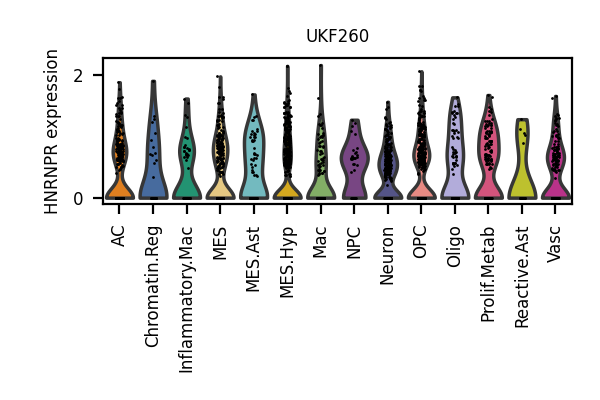 UKF260
HNRNPR expression
2
0
AC
Chromatin.Reg
Inflammatory.Mac
MES
MES.Ast
MES.Hyp
Mac
NPC
Neuron
OPC
Oligo
Prolif.Metab
Reactive.Ast
Vasc